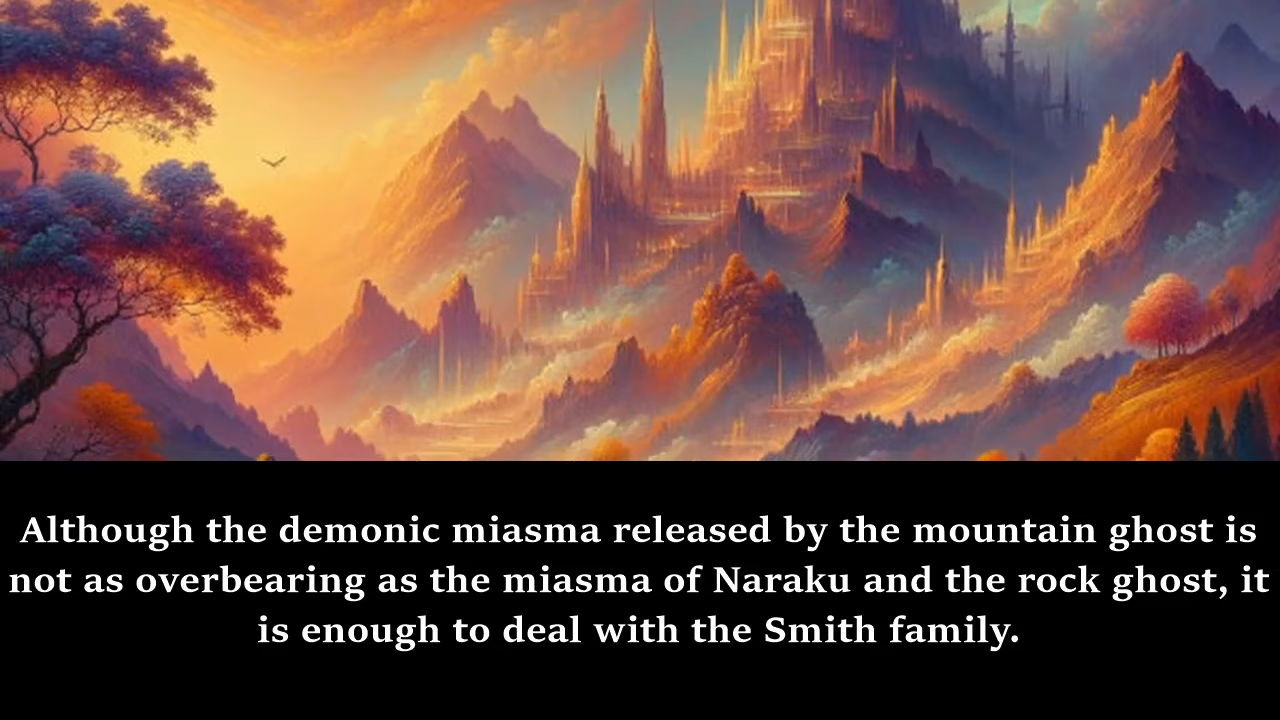 Although the demonic miasma released by the mountain ghost is
not as overbearing as the miasma of Naraku and the rock ghost, it
is enough to deal with the Smith family.